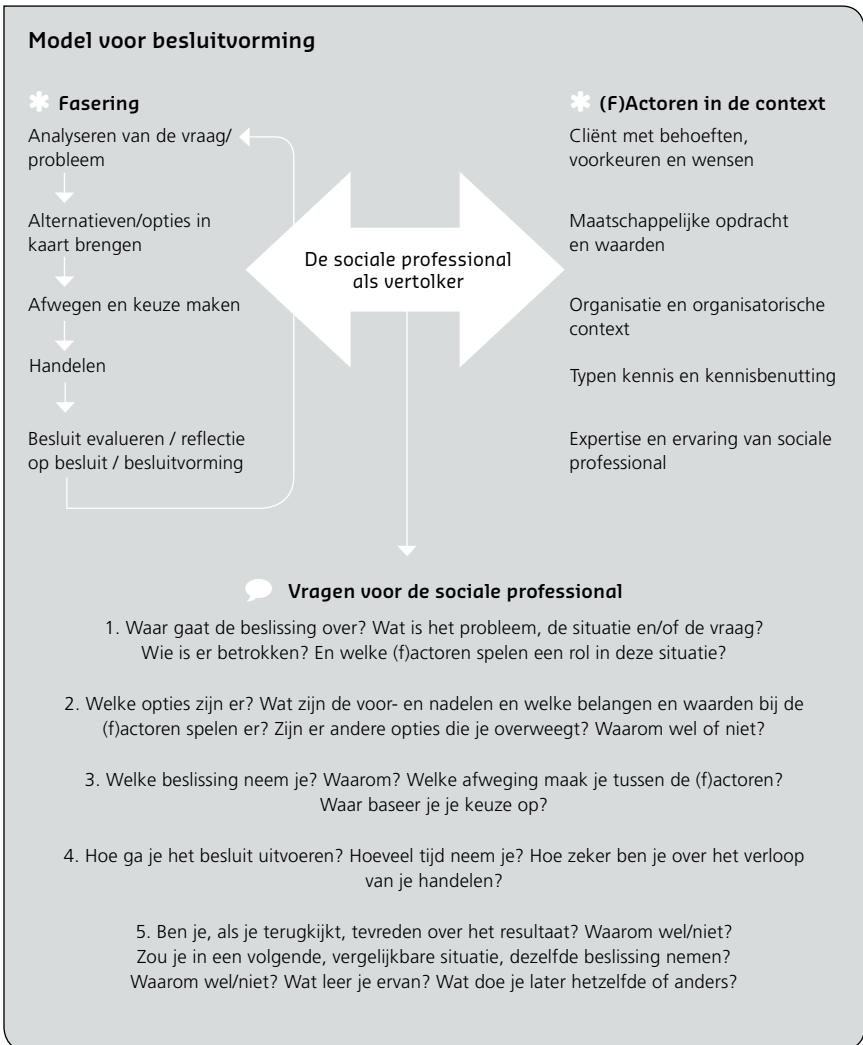 Model voor besluitvorming
Fasering
Analyseren van de vraag/
probleem
Alternatieven/opties in
kaart brengen
Afwegen en keuze maken
Handelen
Besluit evalueren / reflectie
op besluit / besluitvorming
De sociale professional
als vertolker
(F)Actoren in de context
Cliënt met behoeften,
voorkeuren en wensen
Maatschappelijke opdracht
en waarden
Organisatie en organisatorische
context
Typen kennis en kennisbenutting
Expertise en ervaring van sociale
professional
Vragen voor de sociale professional
1. Waar gaat de beslissing over? Wat is het probleem, de situatie en/of de vraag?
Wie is er betrokken? En welke (f)actoren spelen een rol in deze situatie?
2. Welke opties zijn er? Wat zijn de voor- en nadelen en welke belangen en waarden bij de
(f)actoren spelen er? Zijn er andere opties die je overweegt? Waarom wel of niet?
3. Welke beslissing neem je? Waarom? Welke afweging maak je tussen de (f)actoren?
Waar baseer je je keuze op?
4. Hoe ga je het besluit uitvoeren? Hoeveel tijd neem je? Hoe zeker ben je over het verloop
van je handelen?
5. Ben je, als je terugkijkt, tevreden over het resultaat? Waarom wel/niet?
Zou je in een volgende, vergelijkbare situatie, dezelfde beslissing nemen?
Waarom wel/niet? Wat leer je ervan? Wat doe je later hetzelfde of anders?